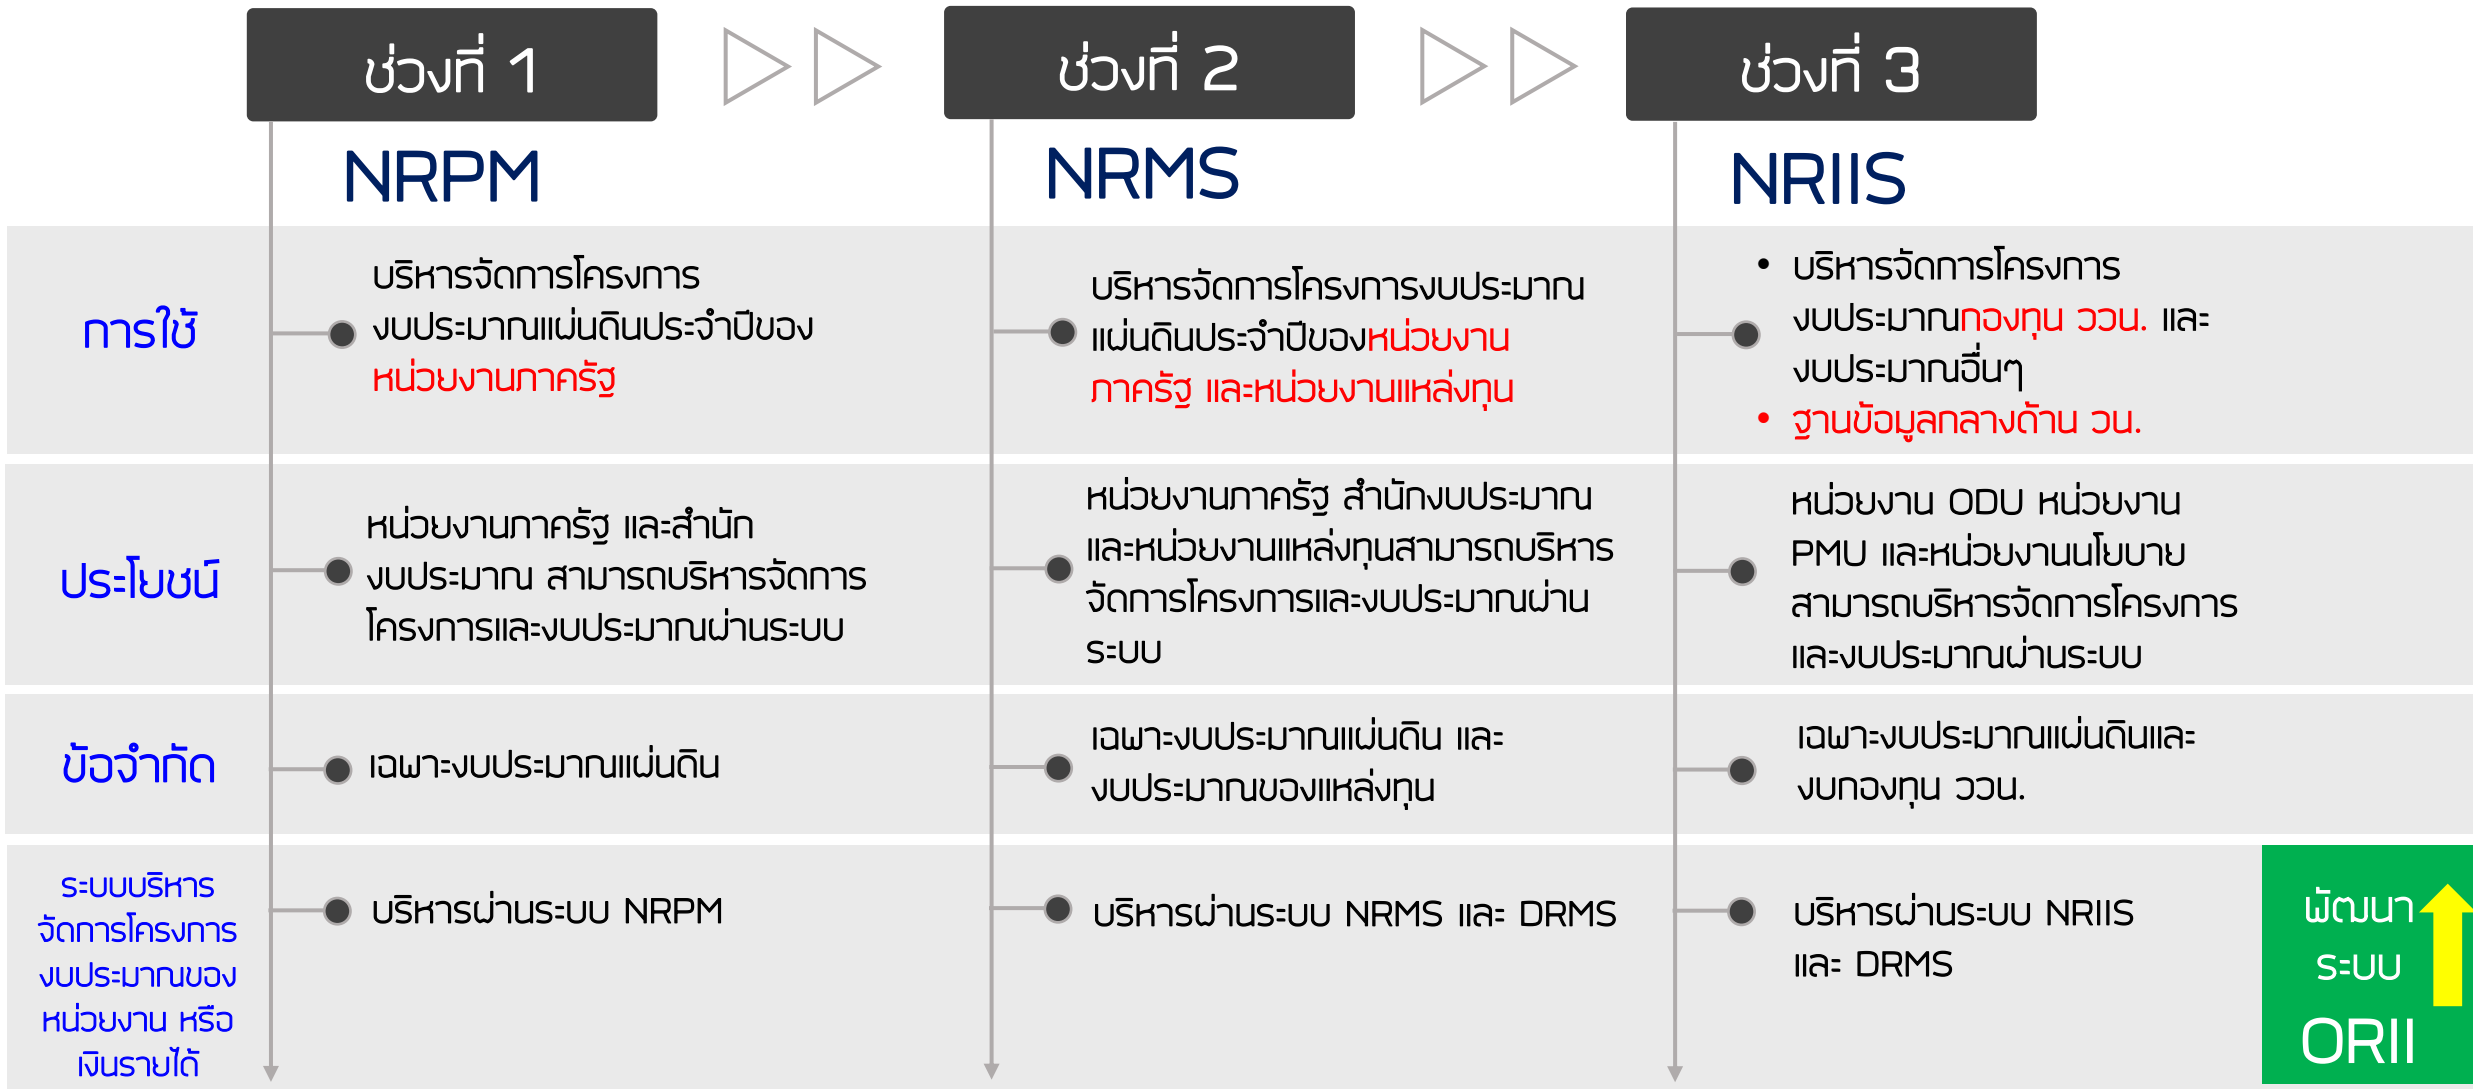 ช่วงที่ 1
ช่วงที่ 2
ช่วงที่ 3
NRPM
NRMS
NRIIS
การใช้
บริหารจัดการโครงการ
งบประมาณแผ่นดินประจำปีของ
หน่วยงานภาครัฐ
บริหารจัดการโครงการงบประมาณ
แผ่นดินประจำปีของหน่วยงาน
ภาครัฐ และหน่วยงานแหล่งทุน
• บริหารจัดการโครงการ
งบประมาณกองทุน ววน. และ
งบประมาณอื่นๆ
• ฐานข้อมูลกลางด้าน วน.
ประโยชน์
หน่วยงานภาครัฐ และสำนัก
งบประมาณ สามารถบริหารจัดการ
โครงการและงบประมาณผ่านระบบ
หน่วยงานภาครัฐ สำนักงบประมาณ
และหน่วยงานแหล่งทุนสามารถบริหาร
จัดการโครงการและงบประมาณผ่าน
ระบบ
หน่วยงาน ODU หน่วยงาน
PMU และหน่วยงานนโยบาย
สามารถบริหารจัดการโครงการ
และงบประมาณผ่านระบบ
ข้อจำกัด
เฉพาะงบประมาณแผ่นดิน
เฉพาะงบประมาณแผ่นดิน และ
งบประมาณของแหล่งทุน
เฉพาะงบประมาณแผ่นดินและ
งบกองทุน ววน.
ระบบบริหาร
จัดการโครงการ
งบประมาณของ
หน่วยงาน หรือ
เงินรายได้
บริหารผ่านระบบ NRPM
บริหารผ่านระบบ NRMS และ DRMS
บริหารผ่านระบบ NRIIS
และ DRMS
พัฒนา
ระบบ
ORII